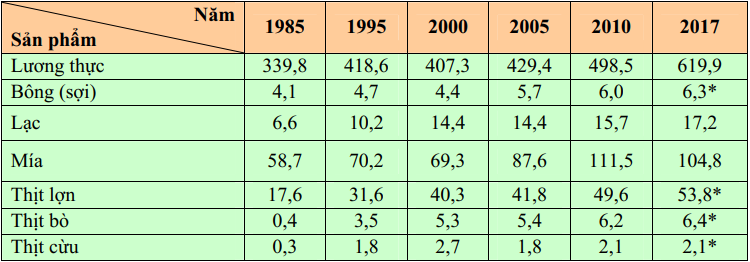 Năm
Sản phẩm
1985 1995 2000 2005 2010 2017
Lương thực 339,8 418,6 407,3 429,4 498,5 619,9
Bông (sợi) 4,1 4,7 4,4 5,7 6,0 6,3*
Lạc 6,6 10,2 14,4 14,4 15,7 17,2
Mía 58,7 70,2 69,3 87,6 111,5 104,8
Thịt lợn 17,6 31,6 40,3 41,8 49,6 53,8*
Thịt bò 0,4 3,5 5,3 5,4 6,2 6,4*
Thịt cừu 0,3 1,8 2,7 1,8 2,1 2,1*